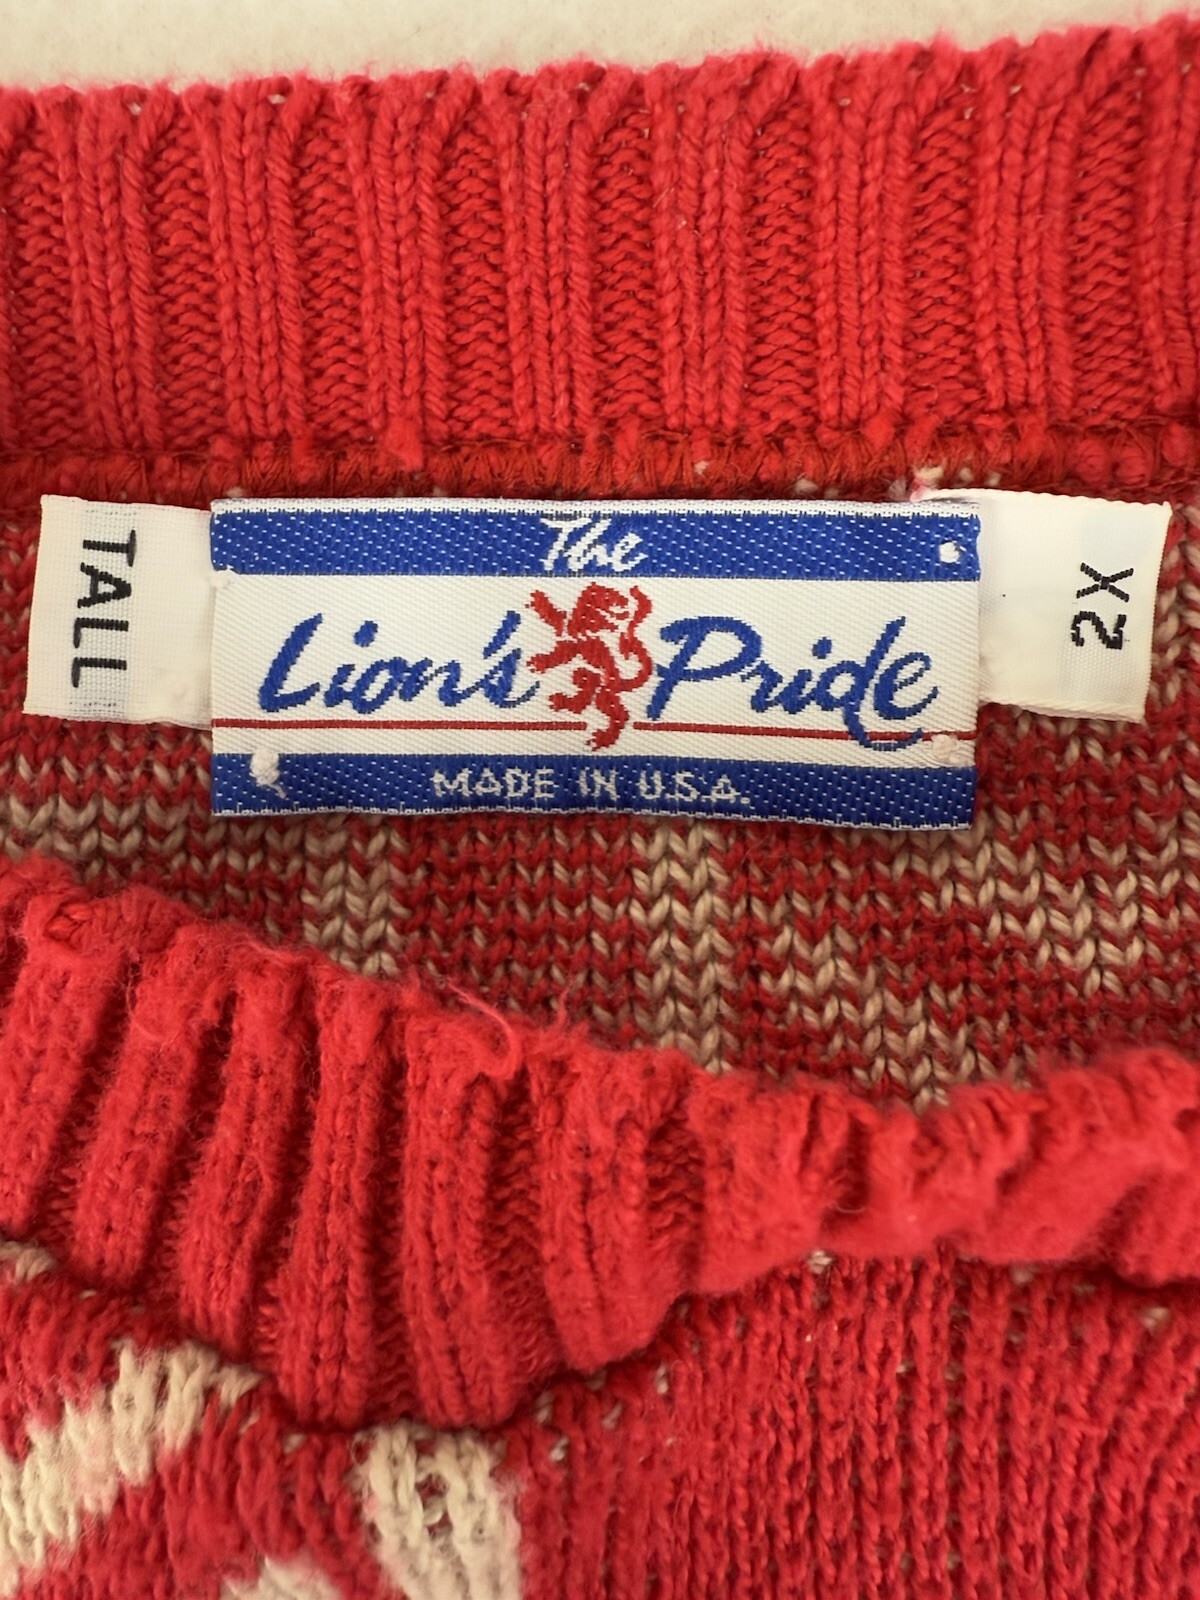 TALL
The
Lion's Pride
MADE IN U.S.A.
2X